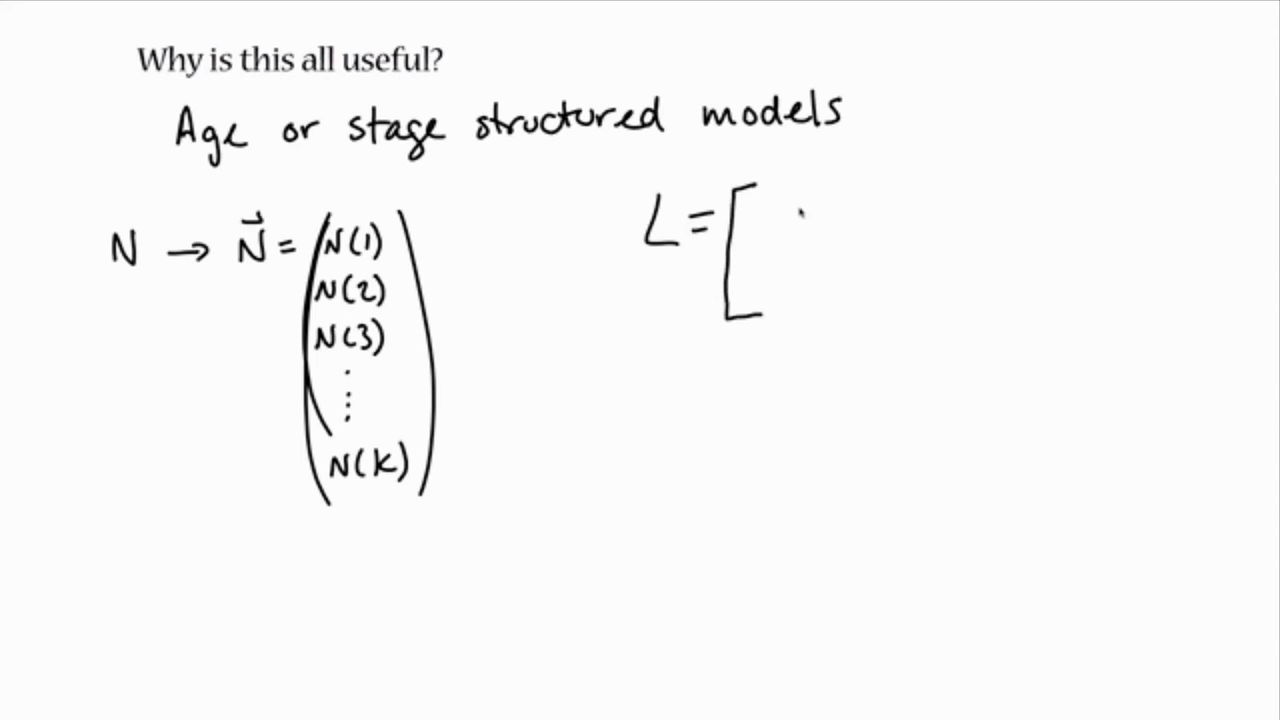 Why is this all useful?
Age or stage structured models
N → N⃗ = (N(1)
N(2)
N(3)
⋮
N(k))
L = [